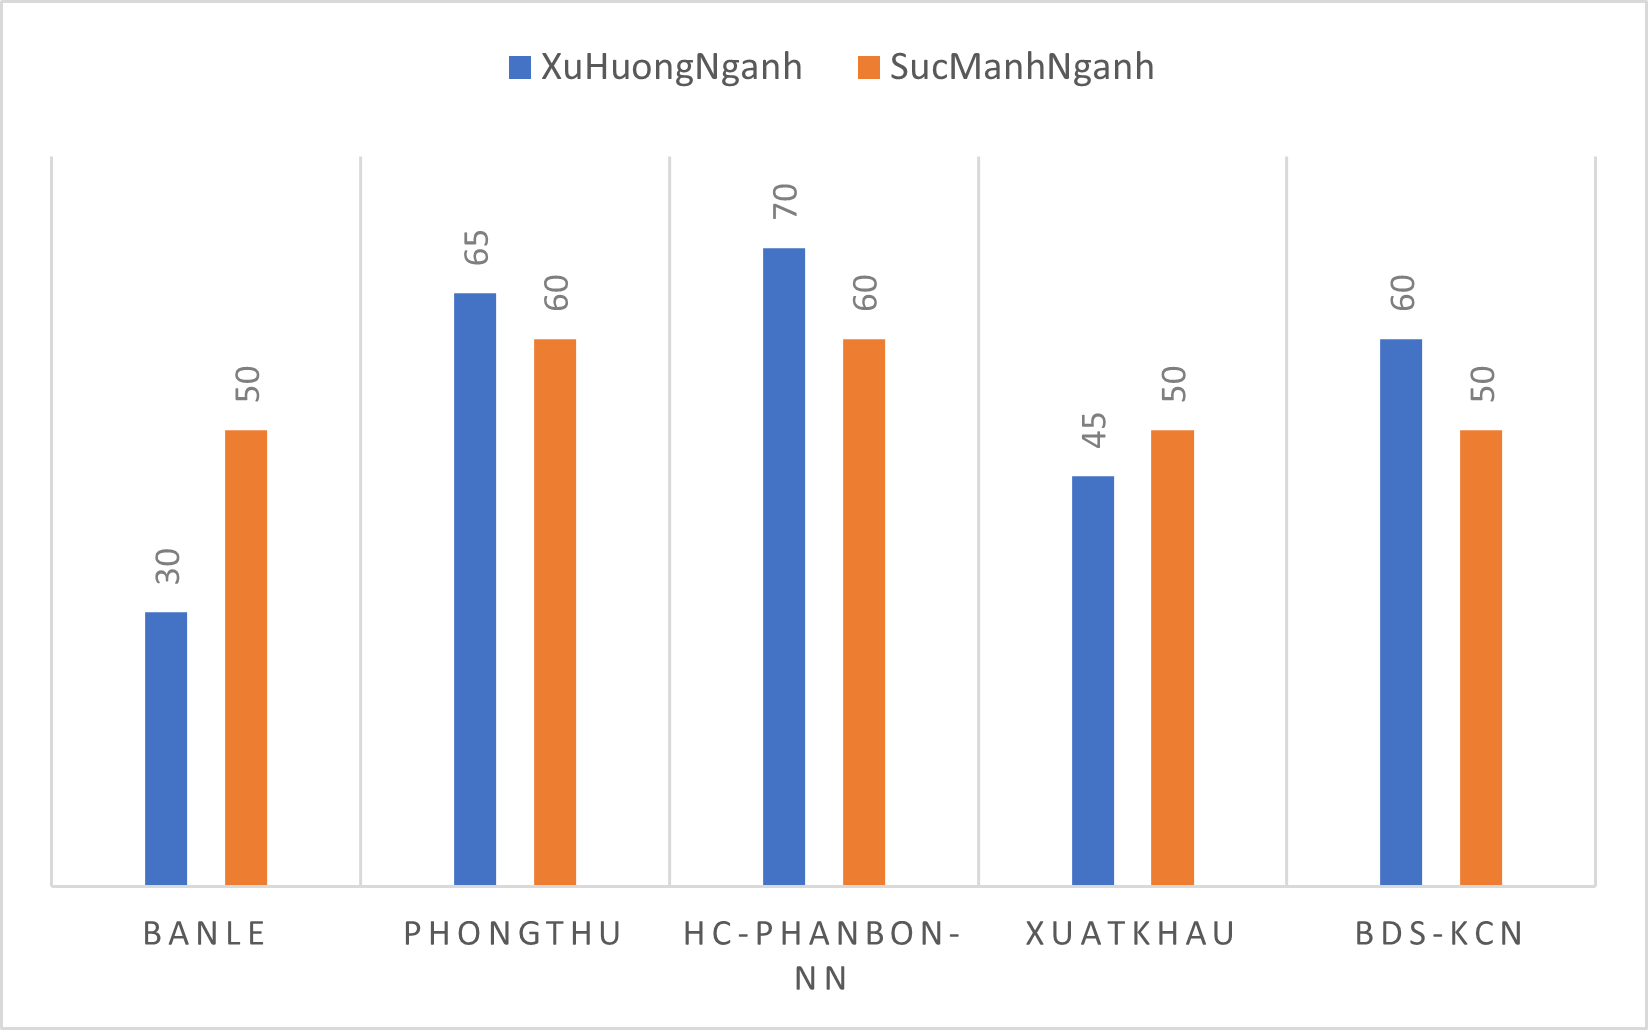 XuHuongNganh SucManhNganh
30 50 65 60 70 60 45 50 60 50
BANLE PHONGTHU HC-PHANBON- XUATKHAU BDS-KCN
NN